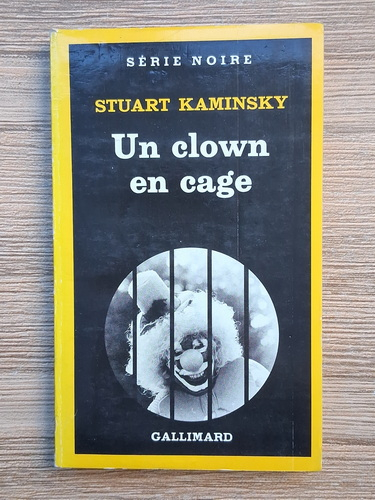 SÉRIE NOIRE
STUART KAMINSKY
Un clown
en cage
GALLIMARD